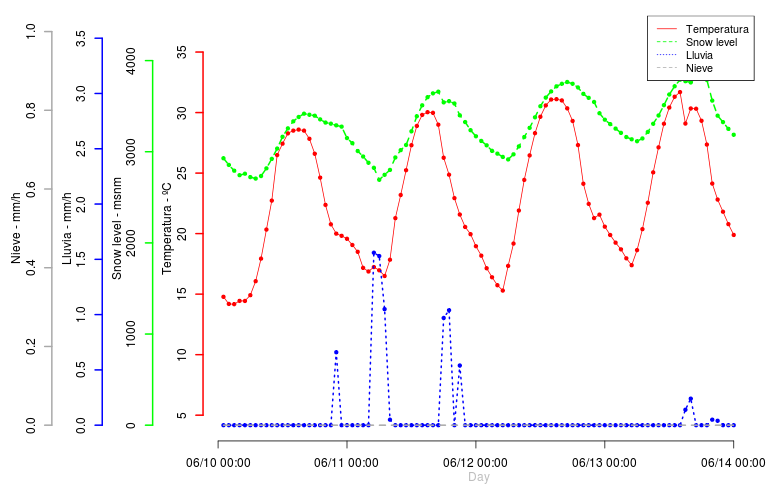 Temperatura
Snow level
Lluvia
Nieve
Nieve - mm/h
0.0
0.2
0.4
0.6
0.8
1.0
Lluvia - mm/h
0.0
0.5
1.0
1.5
2.0
2.5
3.0
3.5
Snow level - msnm
0
1000
2000
3000
4000
Temperatura - ºC
5
10
15
20
25
30
35
06/10 00:00 06/11 00:00 06/12 00:00 06/13 00:00 06/14 00:00
Day